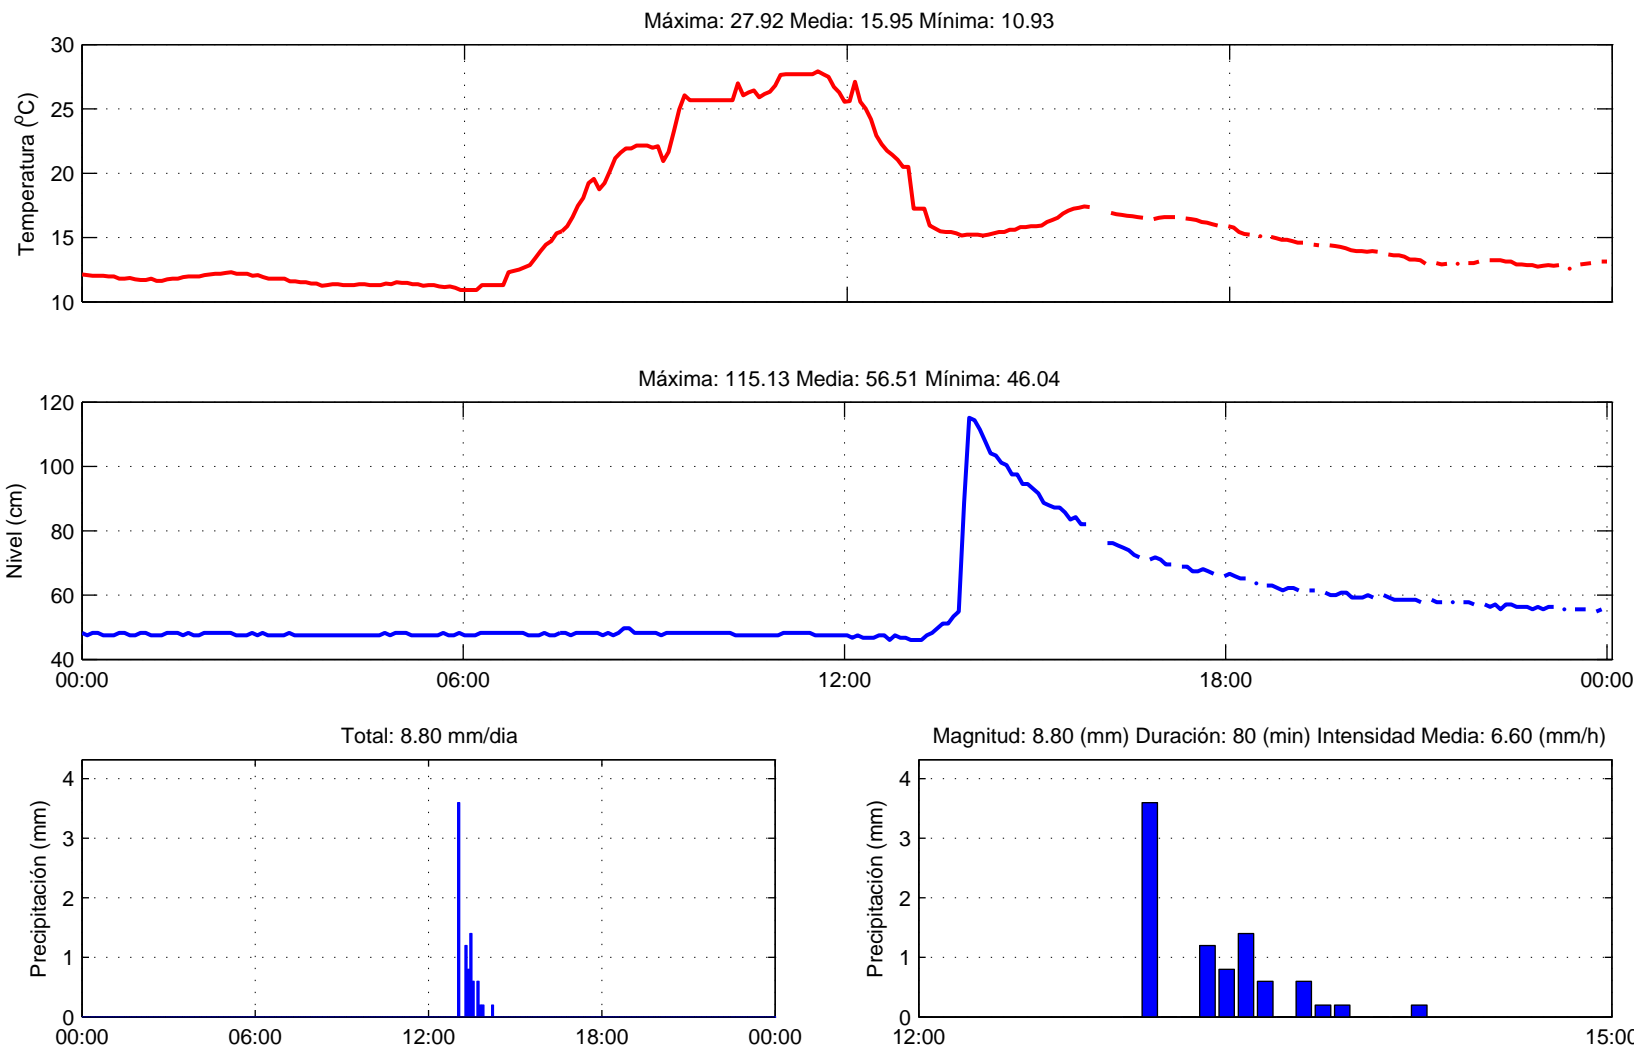 Máxima: 27.92 Media: 15.95 Mínima: 10.93
30
25
20
15
10
Temperatura (ºC)
Máxima: 115.13 Media: 56.51 Mínima: 46.04
120
100
80
60
40
Nivel (cm)
00:00 06:00 12:00 18:00 00:00
Total: 8.80 mm/dia
4
3
2
1
0
Precipitación (mm)
00:00 06:00 12:00 18:00 00:00
Magnitud: 8.80 (mm) Duración: 80 (min) Intensidad Media: 6.60 (mm/h)
4
3
2
1
0
Precipitación (mm)
12:00 15:00